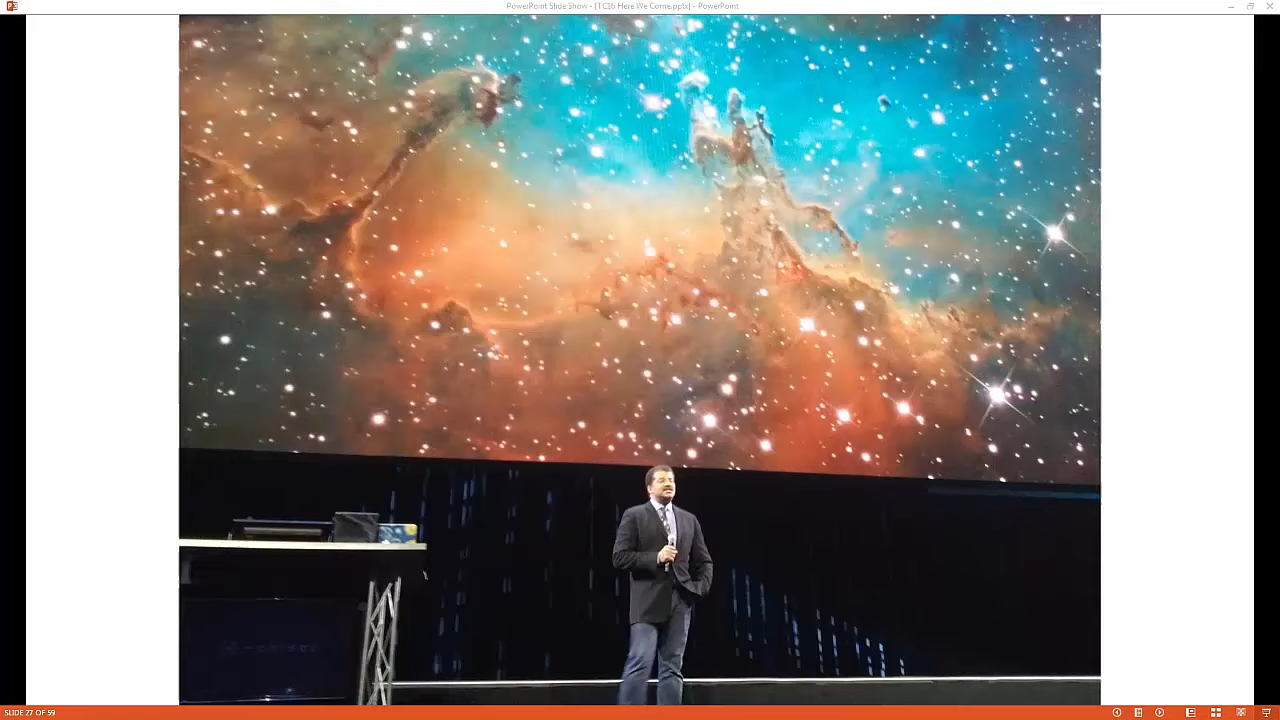 PowerPoint Slide Show - [TC16 Here We Come.pptx] - PowerPoint
SLIDE 27 OF 59